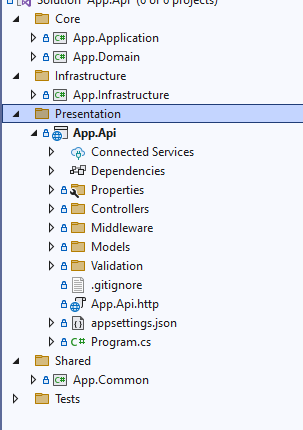 Solution 'App.Api' (6 of 6 projects)
Core
C# App.Application
C# App.Domain
Infrastructure
C# App.Infrastructure
Presentation
App.Api
Connected Services
Dependencies
Properties
Controllers
Middleware
Models
Validation
.gitignore
App.Api.http
appsettings.json
C# Program.cs
Shared
C# App.Common
Tests